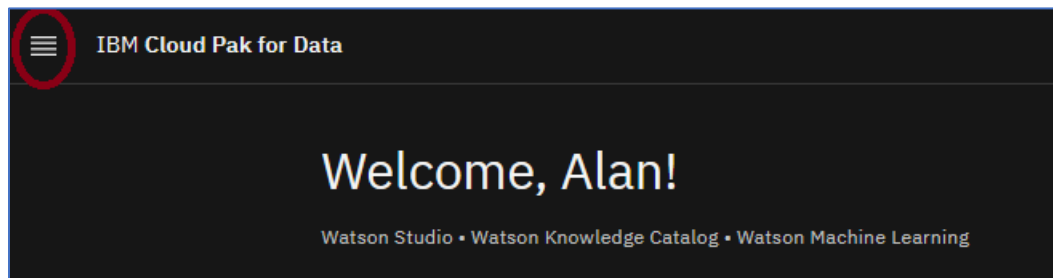 IBM Cloud Pak for Data
Welcome, Alan!
Watson Studio • Watson Knowledge Catalog • Watson Machine Learning